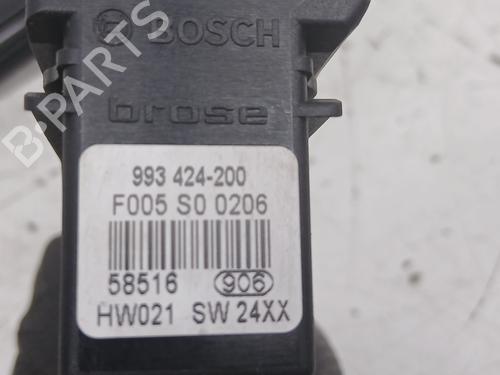 BOSCH
brose
B-PARTS
993 424-200
F005 S0 0206
58516 906
HW021 SW 24XX